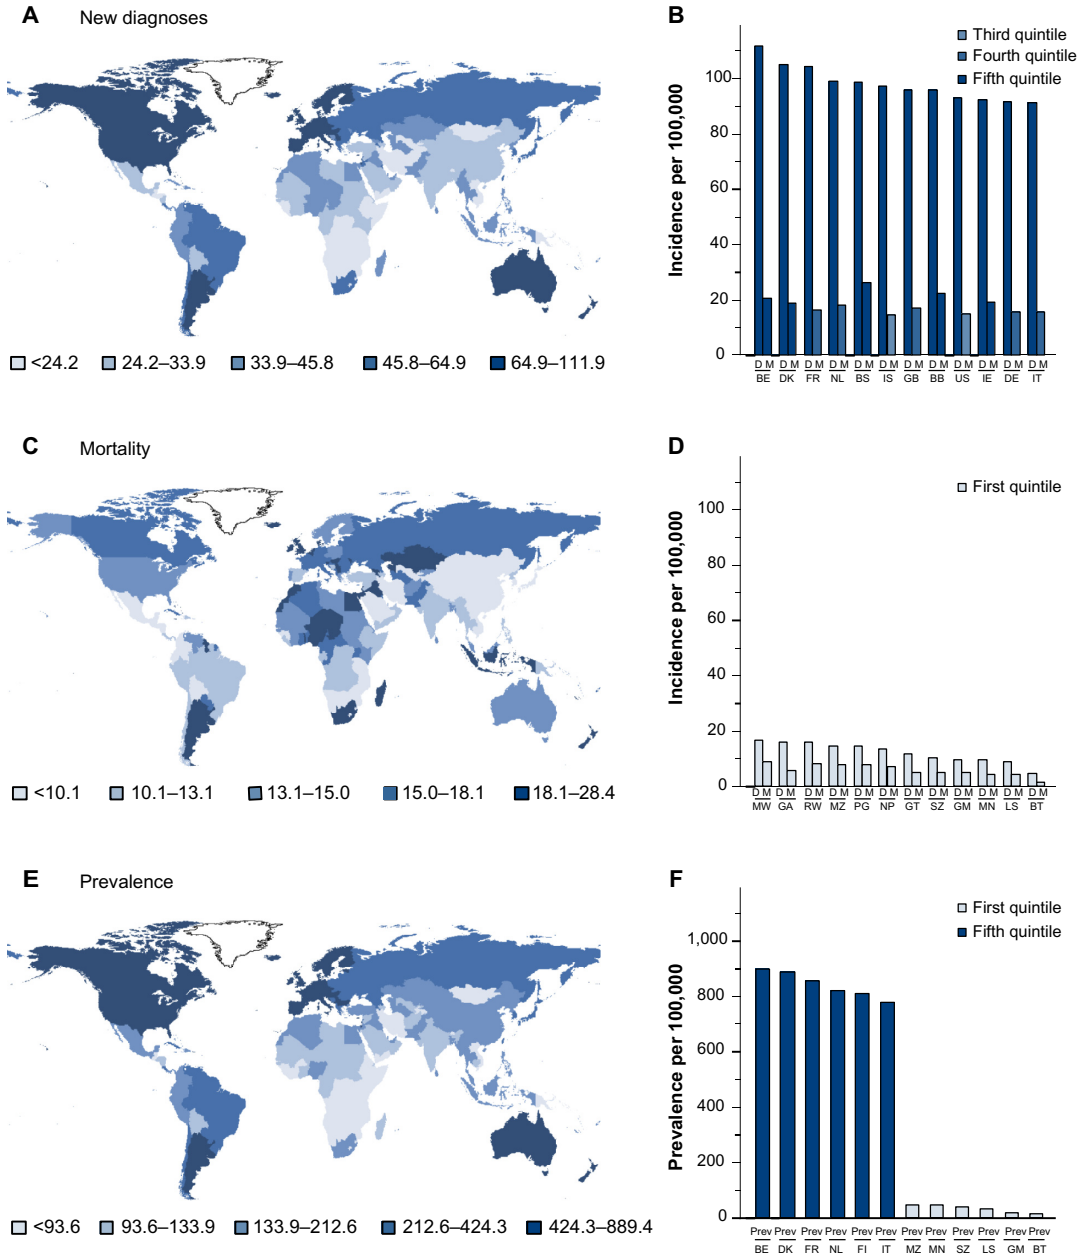 A New diagnoses
<24.2 24.2–33.9 33.9–45.8 45.8–64.9 64.9–111.9
B
Third quintile
Fourth quintile
Fifth quintile
Incidence per 100,000
100
80
60
40
20
0
D M D M D M D M D M D M D M D M D M D M D M D M
BE DK FR NL BS IS GB BB US IE DE IT
C Mortality
<10.1 10.1–13.1 13.1–15.0 15.0–18.1 18.1–28.4
D
First quintile
Incidence per 100,000
100
80
60
40
20
0
D M D M D M D M D M D M D M D M D M D M D M D M
MW GA RW MZ PG NP GT SZ GM MN LS BT
E Prevalence
<93.6 93.6–133.9 133.9–212.6 212.6–424.3 424.3–889.4
F
First quintile
Fifth quintile
Prevalence per 100,000
1,000
800
600
400
200
0
Prev Prev Prev Prev Prev Prev Prev Prev Prev Prev Prev Prev
BE DK FR NL FI IT MZ MN SZ LS GM BT